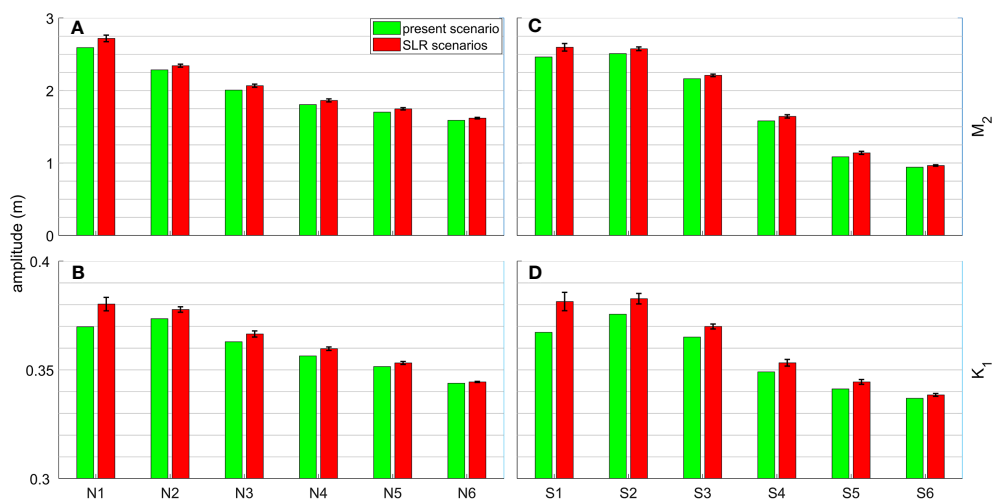 A
present scenario
SLR scenarios
C
3
2
1
0
M2
amplitude (m)
B
D
0.4
0.35
0.3
K1
N1 N2 N3 N4 N5 N6
S1 S2 S3 S4 S5 S6